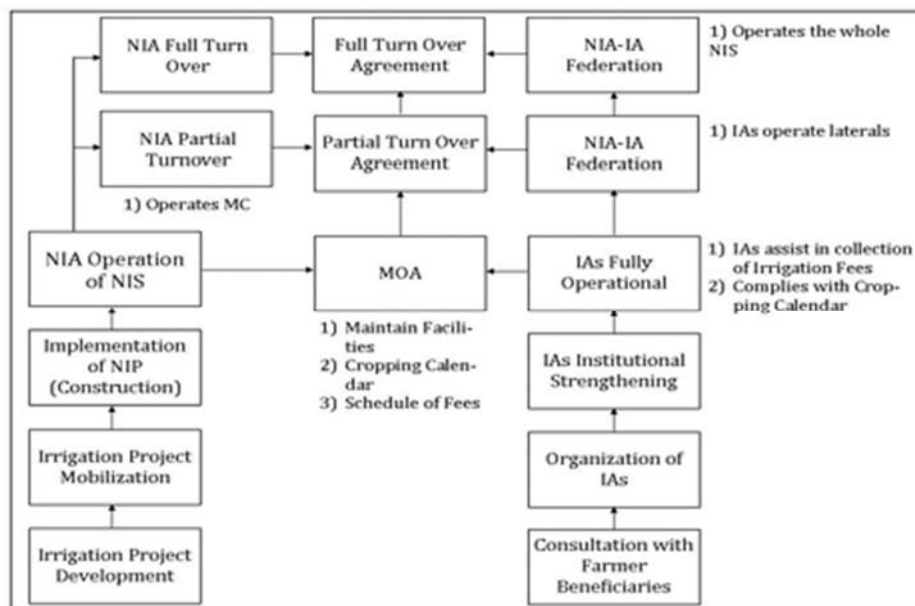 NIA Full Turn
Over
Full Turn Over
Agreement
NIA-IA
Federation
1) Operates the whole
NIS
NIA Partial
Turnover
Partial Turn Over
Agreement
NIA-IA
Federation
1) IAs operate laterals
1) Operates MC
NIA Operation
of NIS
MOA
IAs Fully
Operational
1) IAs assist in collection
of Irrigation Fees
2) Complies with Crop-
ping Calendar
Implementation
of NIP
(Construction)
1) Maintain Facili-
ties
2) Cropping Calen-
dar
3) Schedule of Fees
IAs Institutional
Strengthening
Irrigation Project
Mobilization
Organization of
IAs
Irrigation Project
Development
Consultation with
Farmer
Beneficiaries